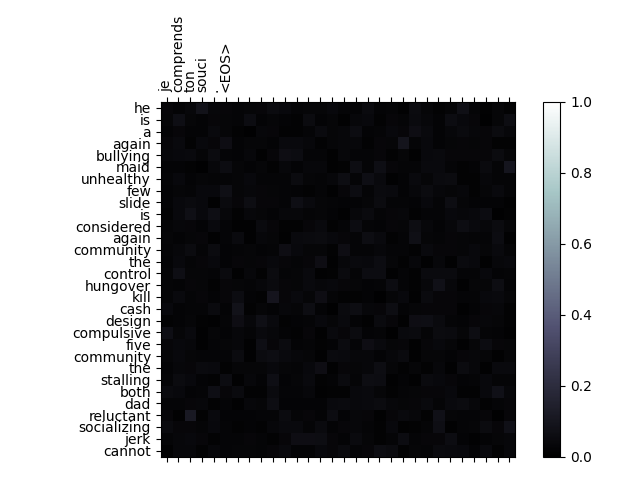 je
comprends
ton
souci
.
<EOS>
he
is
a
again
bullying
maid
unhealthy
few
slide
is
considered
again
community
the
control
hungover
kill
cash
design
compulsive
five
community
the
stalling
both
dad
reluctant
socializing
jerk
cannot
1.0
0.8
0.6
0.4
0.2
0.0